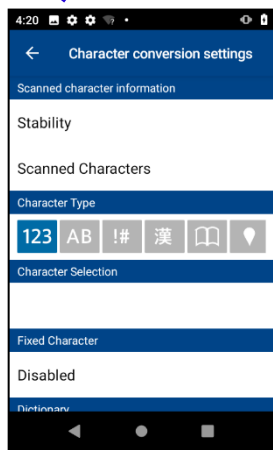 4:20
Character conversion settings
Scanned character information
Stability
Scanned Characters
Character Type
123 AB !# 漢
Character Selection
Fixed Character
Disabled
Dictionary